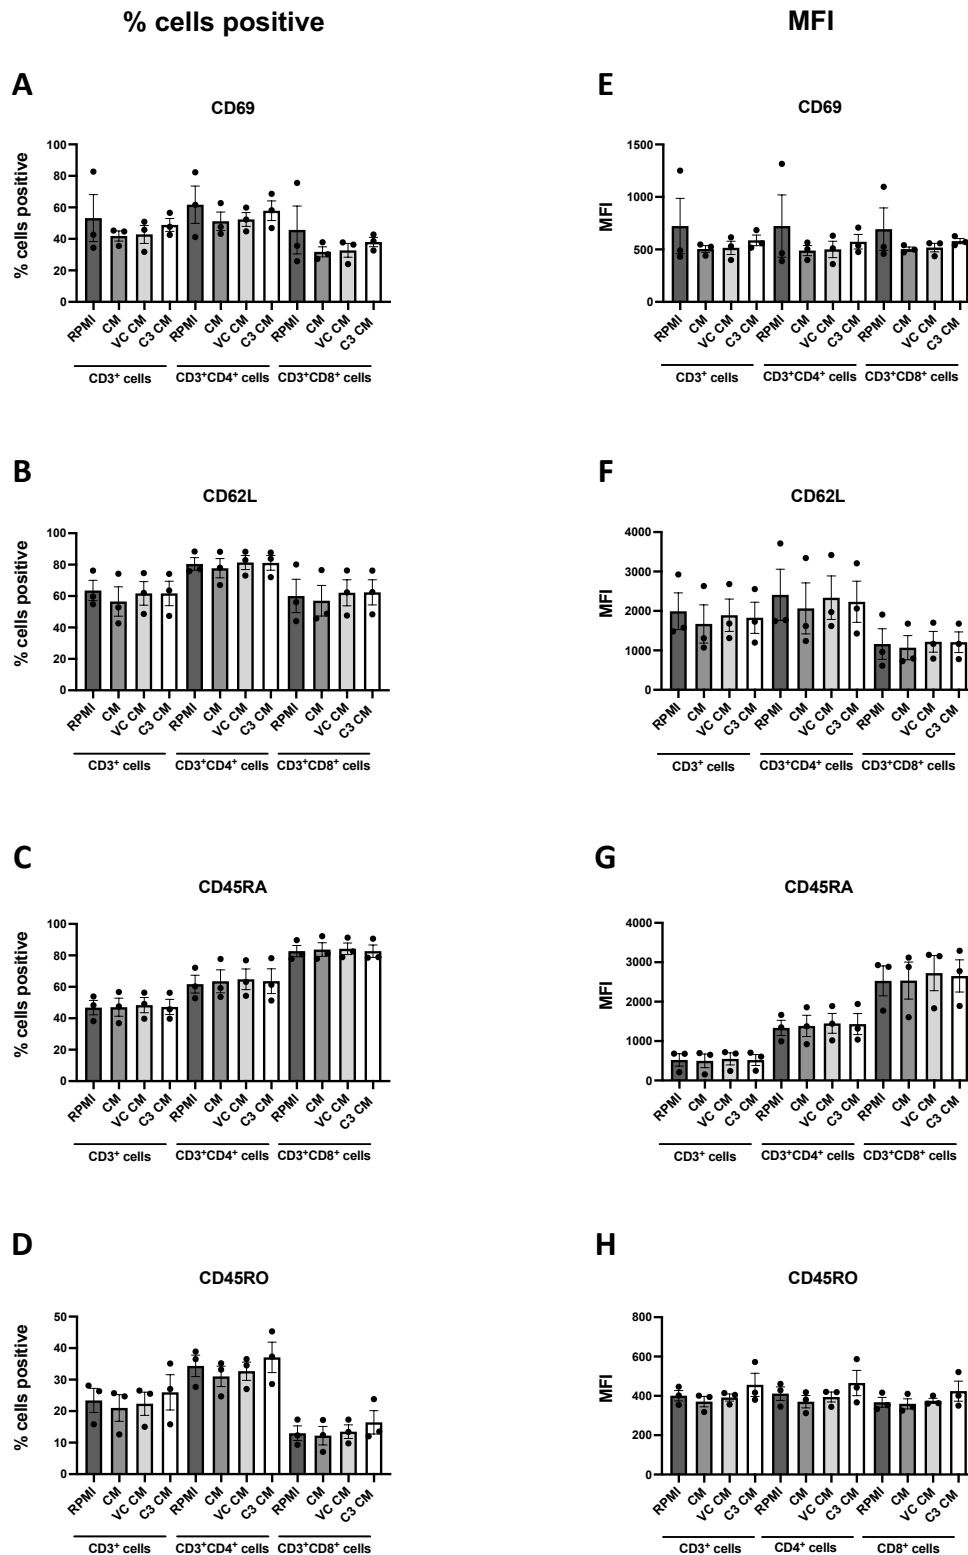 % cells positive
MFI
A
CD69
% cells positive
100
80
60
40
20
0
RPMI
CM
VC CM
C3 CM
RPMI
CM
VC CM
C3 CM
RPMI
CM
VC CM
C3 CM
CD3⁺ cells
CD3⁺CD4⁺ cells
CD3⁺CD8⁺ cells
E
CD69
MFI
1500
1000
500
0
RPMI
CM
VC CM
C3 CM
RPMI
CM
VC CM
C3 CM
RPMI
CM
VC CM
C3 CM
CD3⁺ cells
CD3⁺CD4⁺ cells
CD3⁺CD8⁺ cells
B
CD62L
% cells positive
100
80
60
40
20
0
RPMI
CM
VC CM
C3 CM
RPMI
CM
VC CM
C3 CM
RPMI
CM
VC CM
C3 CM
CD3⁺ cells
CD3⁺CD4⁺ cells
CD3⁺CD8⁺ cells
F
CD62L
MFI
4000
3000
2000
1000
0
RPMI
CM
VC CM
C3 CM
RPMI
CM
VC CM
C3 CM
RPMI
CM
VC CM
C3 CM
CD3⁺ cells
CD3⁺CD4⁺ cells
CD3⁺CD8⁺ cells
C
CD45RA
% cells positive
100
80
60
40
20
0
RPMI
CM
VC CM
C3 CM
RPMI
CM
VC CM
C3 CM
RPMI
CM
VC CM
C3 CM
CD3⁺ cells
CD3⁺CD4⁺ cells
CD3⁺CD8⁺ cells
G
CD45RA
MFI
4000
3000
2000
1000
0
RPMI
CM
VC CM
C3 CM
RPMI
CM
VC CM
C3 CM
RPMI
CM
VC CM
C3 CM
CD3⁺ cells
CD3⁺CD4⁺ cells
CD3⁺CD8⁺ cells
D
CD45RO
% cells positive
50
40
30
20
10
0
RPMI
CM
VC CM
C3 CM
RPMI
CM
VC CM
C3 CM
RPMI
CM
VC CM
C3 CM
CD3⁺ cells
CD3⁺CD4⁺ cells
CD3⁺CD8⁺ cells
H
CD45RO
MFI
800
600
400
200
0
RPMI
CM
VC CM
C3 CM
RPMI
CM
VC CM
C3 CM
RPMI
CM
VC CM
C3 CM
CD3⁺ cells
CD4⁺ cells
CD8⁺ cells